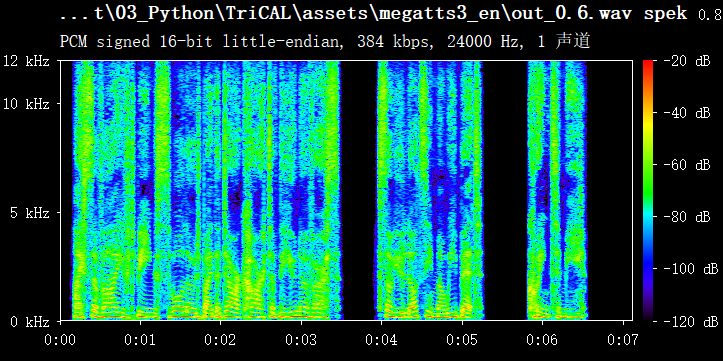 ...t\03_Python\TriCAL\assets\megatts3_en\out_0.6.wav spek 0.8
PCM signed 16-bit little-endian, 384 kbps, 24000 Hz, 1 声道
12 kHz
10 kHz
5 kHz
0 kHz
0:00 0:01 0:02 0:03 0:04 0:05 0:06 0:07
-20 dB
-40 dB
-60 dB
-80 dB
-100 dB
-120 dB